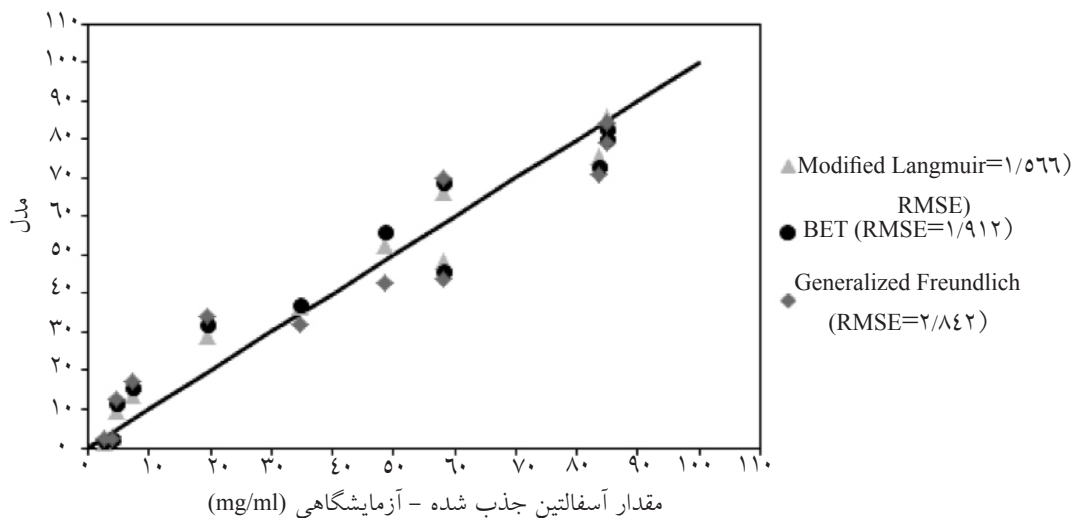 ۱۱۰
۱۰۰
۹۰
۸۰
۷۰
۶۰
۵۰
۴۰
۳۰
۲۰
۱۰
۰
مدل
۰ ۱۰ ۲۰ ۳۰ ۴۰ ۵۰ ۶۰ ۷۰ ۸۰ ۹۰ ۱۰۰ ۱۱۰
مقدار آسفالتین جذب شده - آزمایشگاهی (mg/ml)
Modified Langmuir=۱/۵۶۶)
RMSE)
BET (RMSE=۱/۹۱۲)
Generalized Freundlich
(RMSE=۲/۸۴۲)